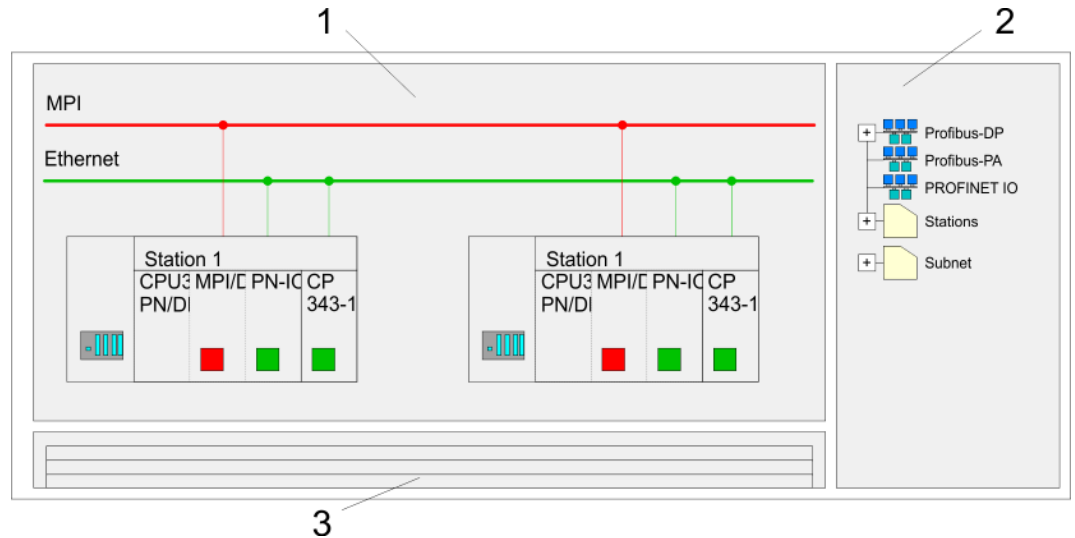 1
2
MPI
Ethernet
Profibus-DP
Profibus-PA
PROFINET IO
Stations
Subnet
Station 1
CPU3 MPI/D PN-IO CP
PN/DI 343-1
Station 1
CPU3 MPI/D PN-IO CP
PN/DI 343-1
3